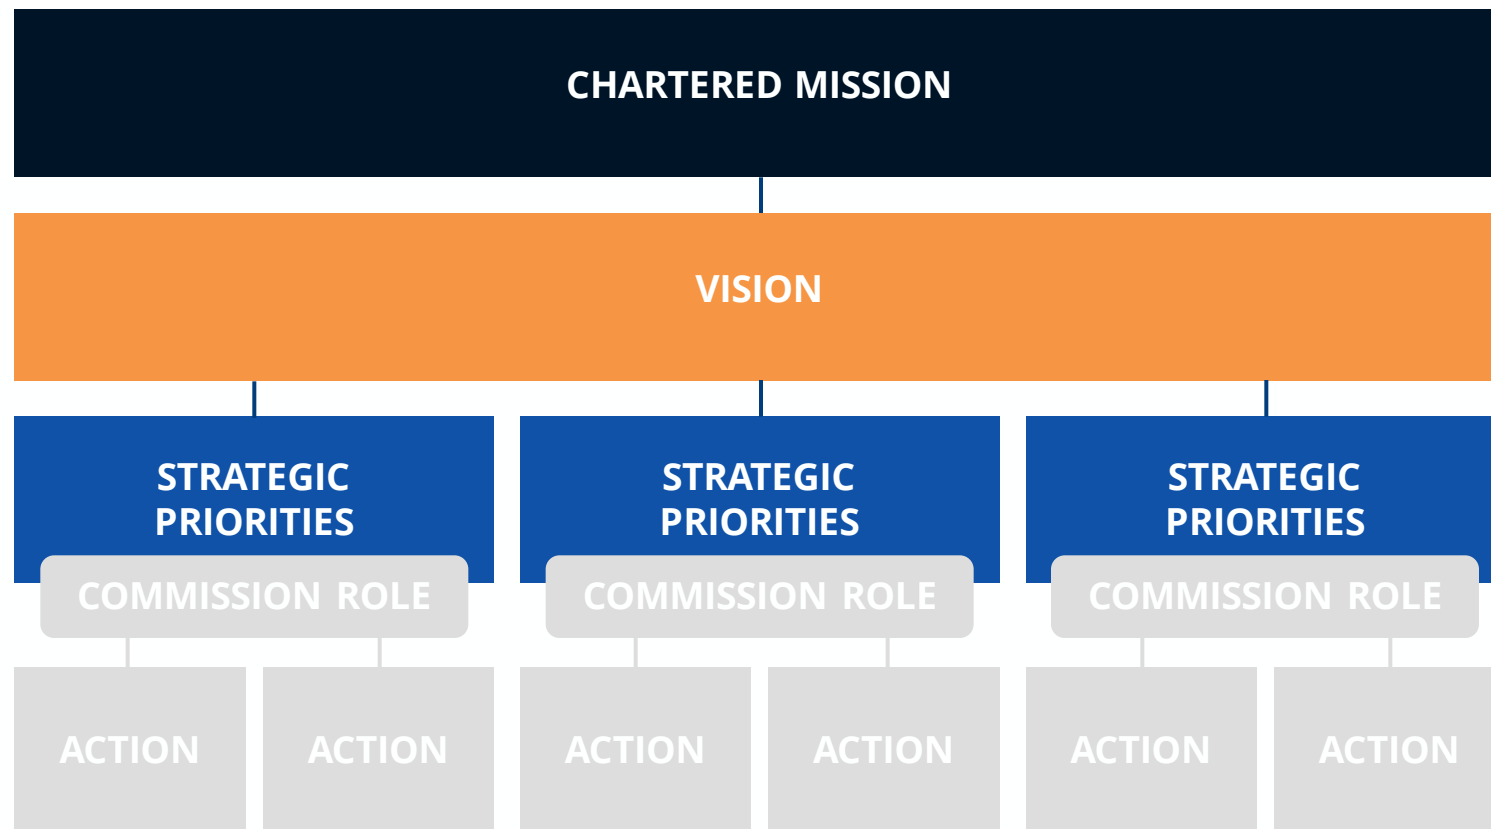 CHARTERED MISSION
VISION
STRATEGIC
PRIORITIES
STRATEGIC
PRIORITIES
STRATEGIC
PRIORITIES
COMMISSION ROLE
COMMISSION ROLE
COMMISSION ROLE
ACTION
ACTION
ACTION
ACTION
ACTION
ACTION